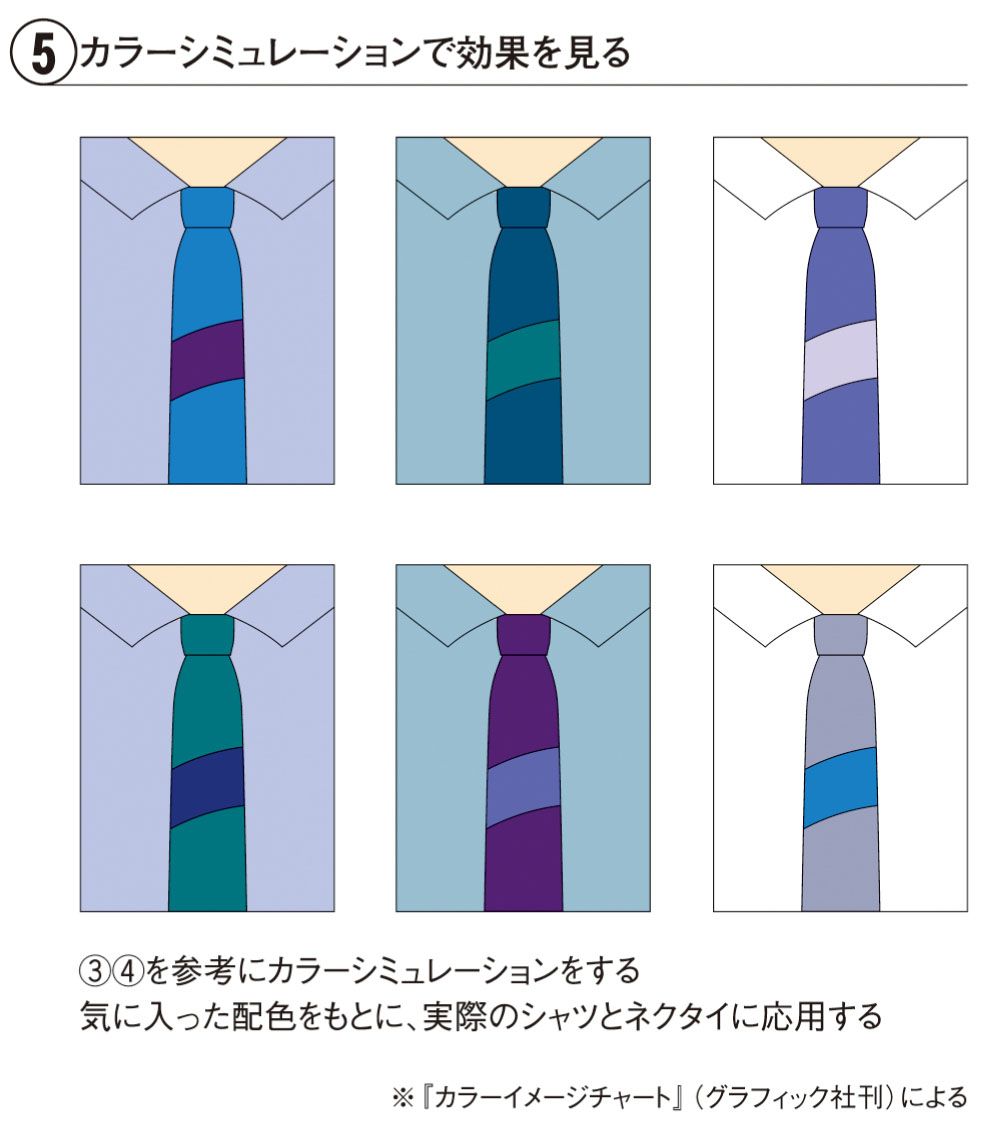 ⑤カラーシミュレーションで効果を見る
③④を参考にカラーシミュレーションをする
気に入った配色をもとに、実際のシャツとネクタイに応用する
※『カラーイメージチャート』（グラフィック社刊）による